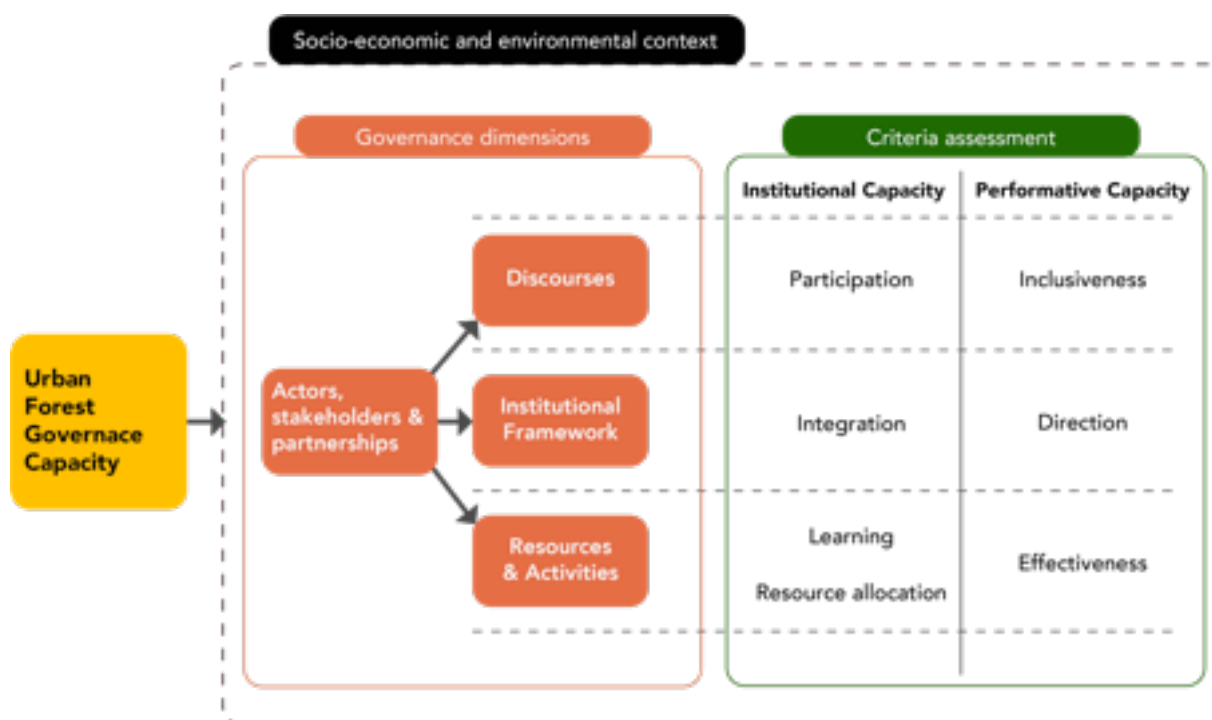 Socio-economic and environmental context
Governance dimensions
Criteria assessment
Institutional Capacity
Performative Capacity
Discourses
Participation
Inclusiveness
Urban
Forest
Governace
Capacity
Actors,
stakeholders &
partnerships
Institutional
Framework
Integration
Direction
Resources
& Activities
Learning
Resource allocation
Effectiveness